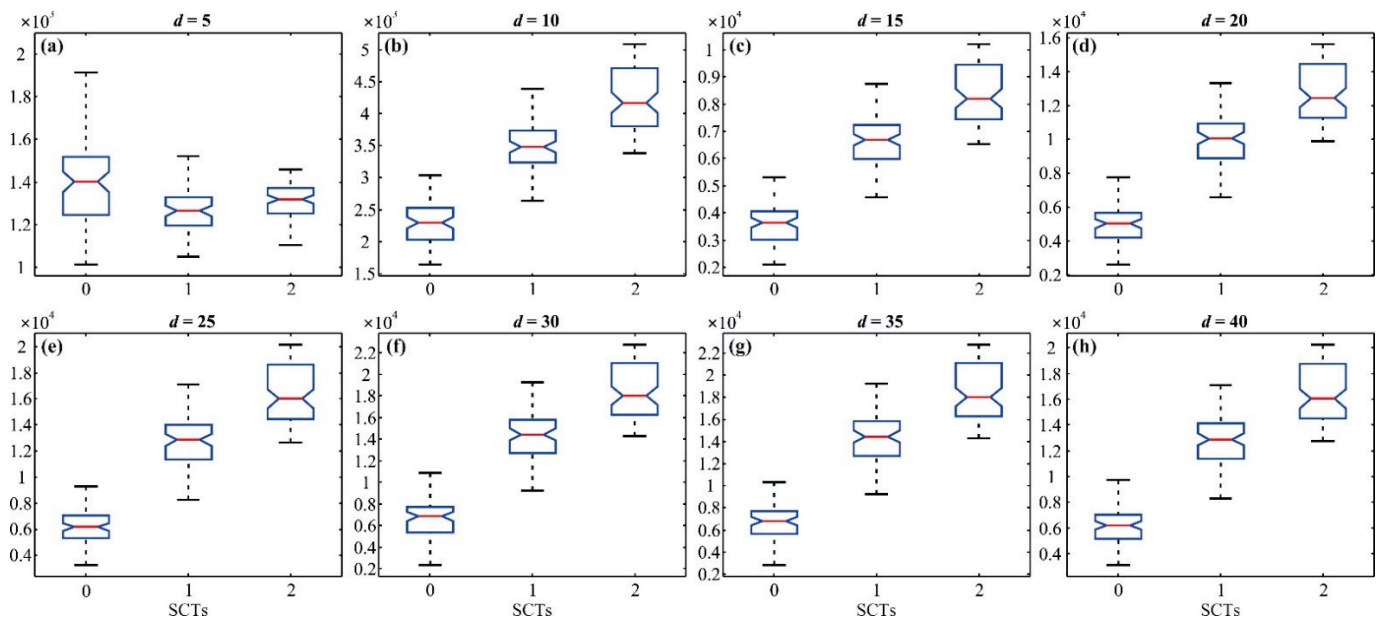 d = 5
×10³
(a)
2
1.8
1.6
1.4
1.2
1
0 1 2
d = 10
×10³
(b)
5
4.5
4
3.5
3
2.5
2
1.5
0 1 2
d = 15
×10⁴
(c)
1
0.9
0.8
0.7
0.6
0.5
0.4
0.3
0.2
0 1 2
d = 20
×10⁴
(d)
1.6
1.4
1.2
1
0.8
0.6
0.4
0.2
0 1 2
d = 25
×10⁴
(e)
2
1.8
1.6
1.4
1.2
1
0.8
0.6
0.4
0 1 2
SCTs
d = 30
×10⁴
(f)
2.2
2
1.8
1.6
1.4
1.2
1
0.8
0.6
0.4
0.2
0 1 2
SCTs
d = 35
×10⁴
(g)
2.2
2
1.8
1.6
1.4
1.2
1
0.8
0.6
0.4
0.2
0 1 2
SCTs
d = 40
×10⁴
(h)
2
1.8
1.6
1.4
1.2
1
0.8
0.6
0.4
0 1 2
SCTs